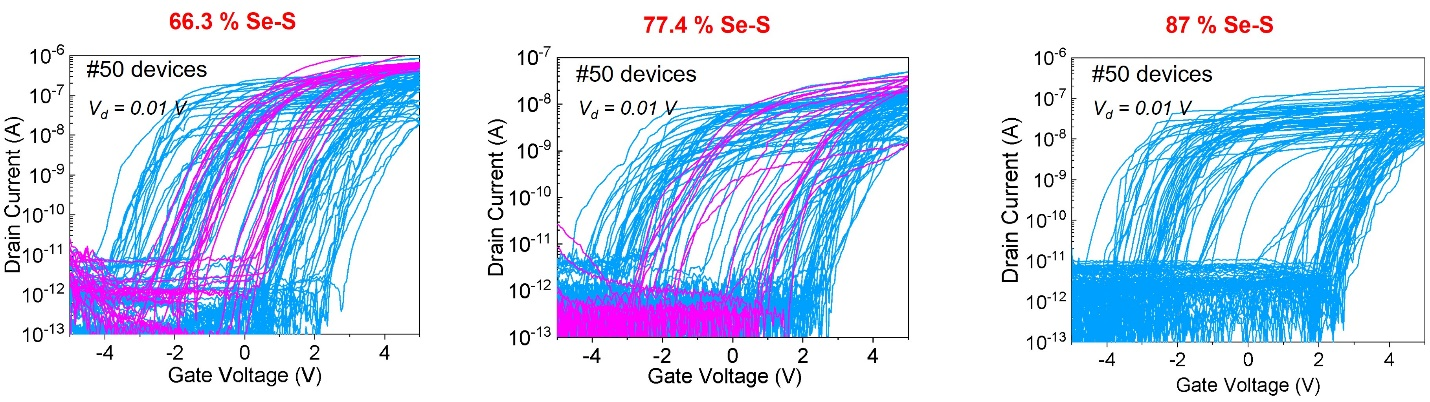 66.3 % Se-S
10-6
10-7
10-8
10-9
10-10
10-11
10-12
10-13
#50 devices
Vd = 0.01 V
Drain Current (A)
-4 -2 0 2 4
Gate Voltage (V)
77.4 % Se-S
10-7
10-8
10-9
10-10
10-11
10-12
10-13
#50 devices
Vd = 0.01 V
Drain Current (A)
-4 -2 0 2 4
Gate Voltage (V)
87 % Se-S
10-6
10-7
10-8
10-9
10-10
10-11
10-12
10-13
#50 devices
Vd = 0.01 V
Drain Current (A)
-4 -2 0 2 4
Gate Voltage (V)